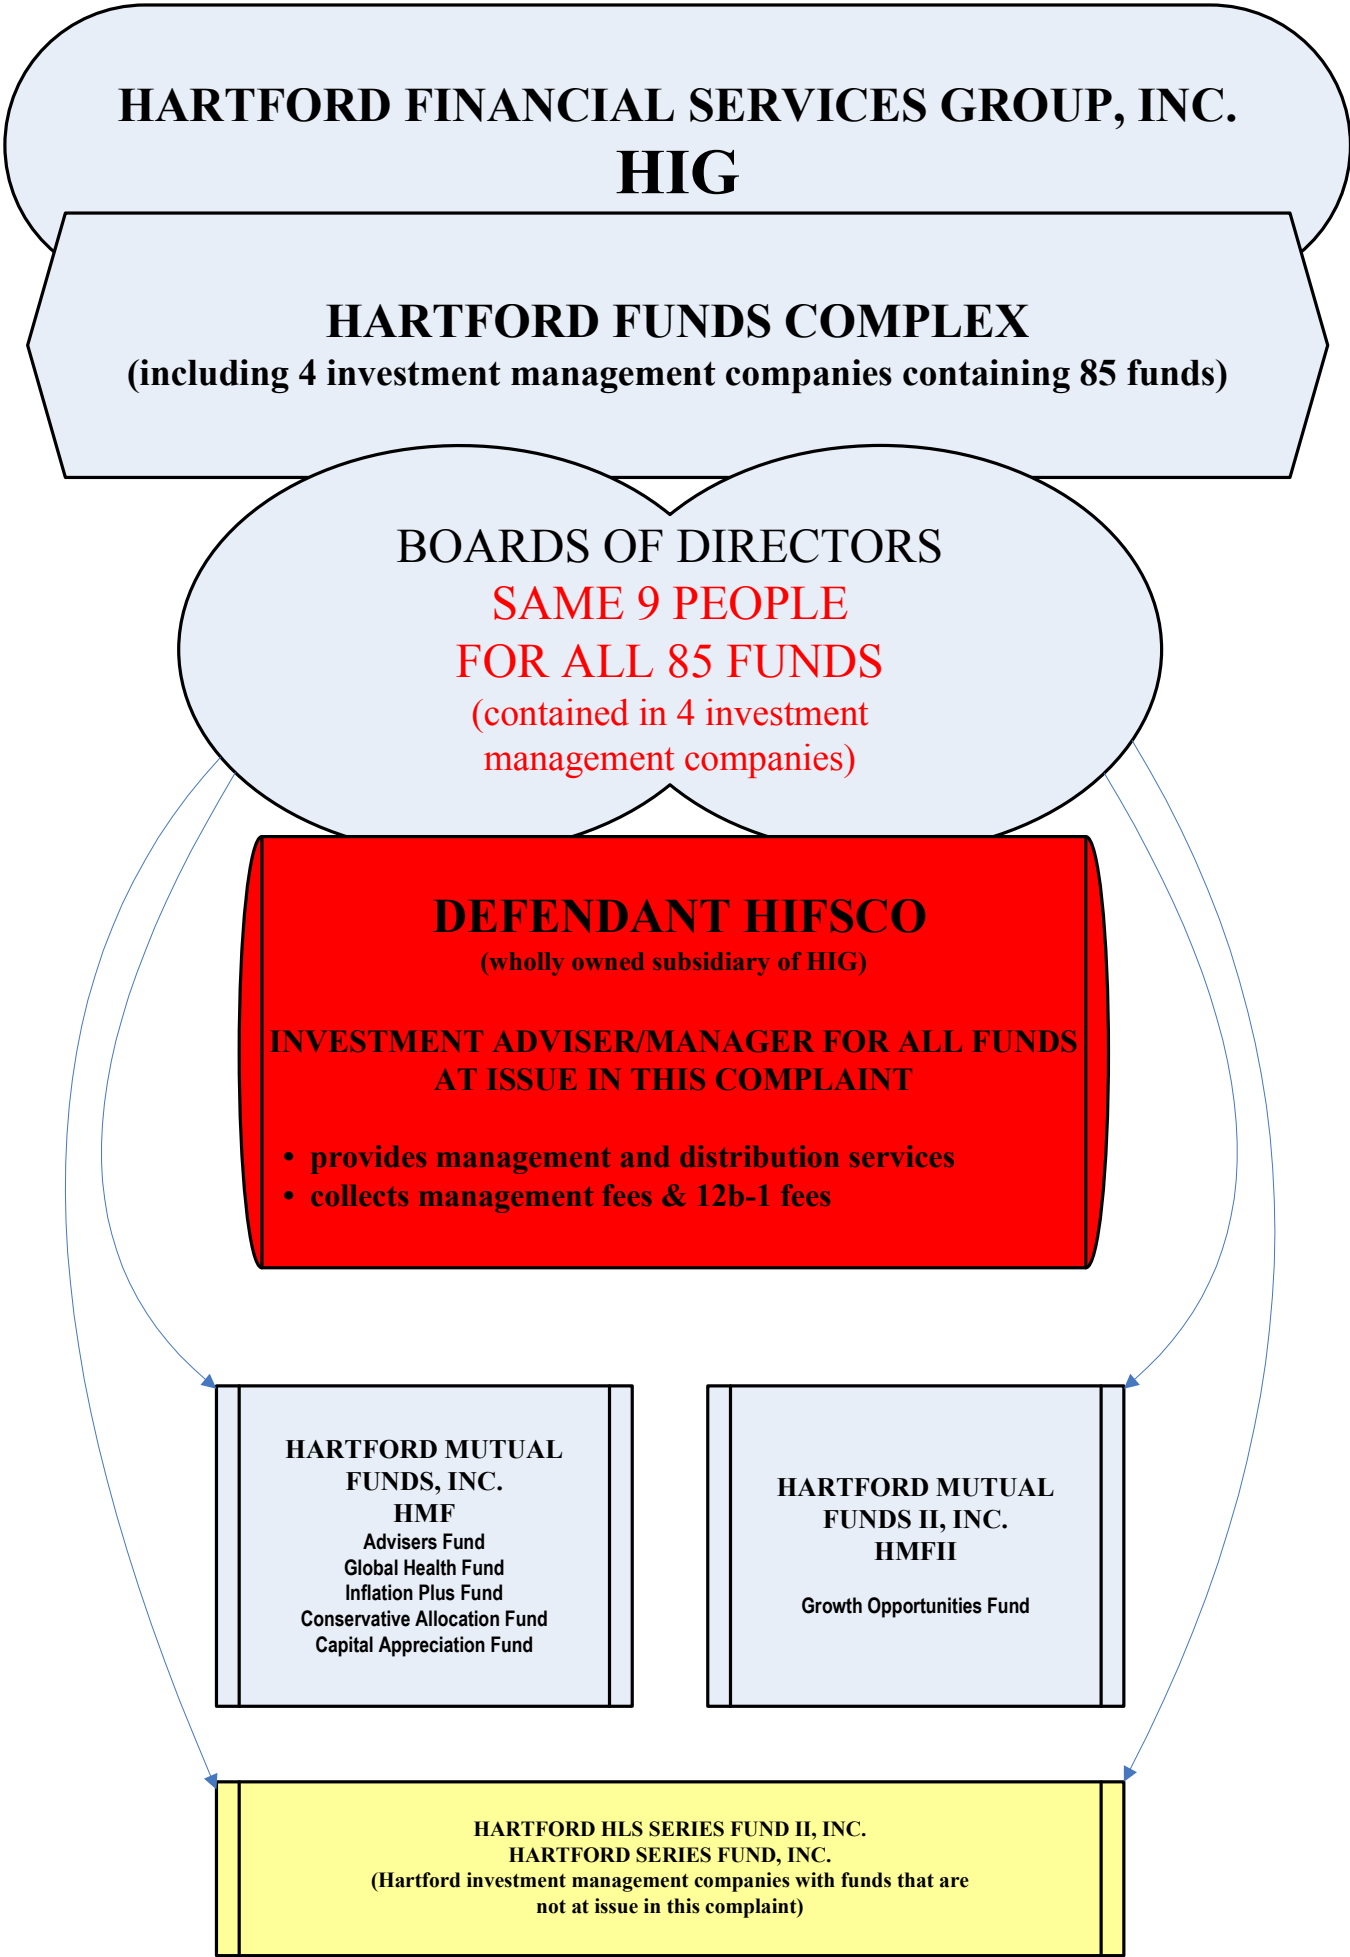 HARTFORD FINANCIAL SERVICES GROUP, INC.
HIG
HARTFORD FUNDS COMPLEX
(including 4 investment management companies containing 85 funds)
BOARDS OF DIRECTORS
SAME 9 PEOPLE
FOR ALL 85 FUNDS
(contained in 4 investment
management companies)
DEFENDANT HIFSCO
(wholly owned subsidiary of HIG)
INVESTMENT ADVISER/MANAGER FOR ALL FUNDS
AT ISSUE IN THIS COMPLAINT
• provides management and distribution services
• collects management fees & 12b-1 fees
HARTFORD MUTUAL
FUNDS, INC.
HMF
Advisers Fund
Global Health Fund
Inflation Plus Fund
Conservative Allocation Fund
Capital Appreciation Fund
HARTFORD MUTUAL
FUNDS II, INC.
HMFII
Growth Opportunities Fund
HARTFORD HLS SERIES FUND II, INC.
HARTFORD SERIES FUND, INC.
(Hartford investment management companies with funds that are
not at issue in this complaint)